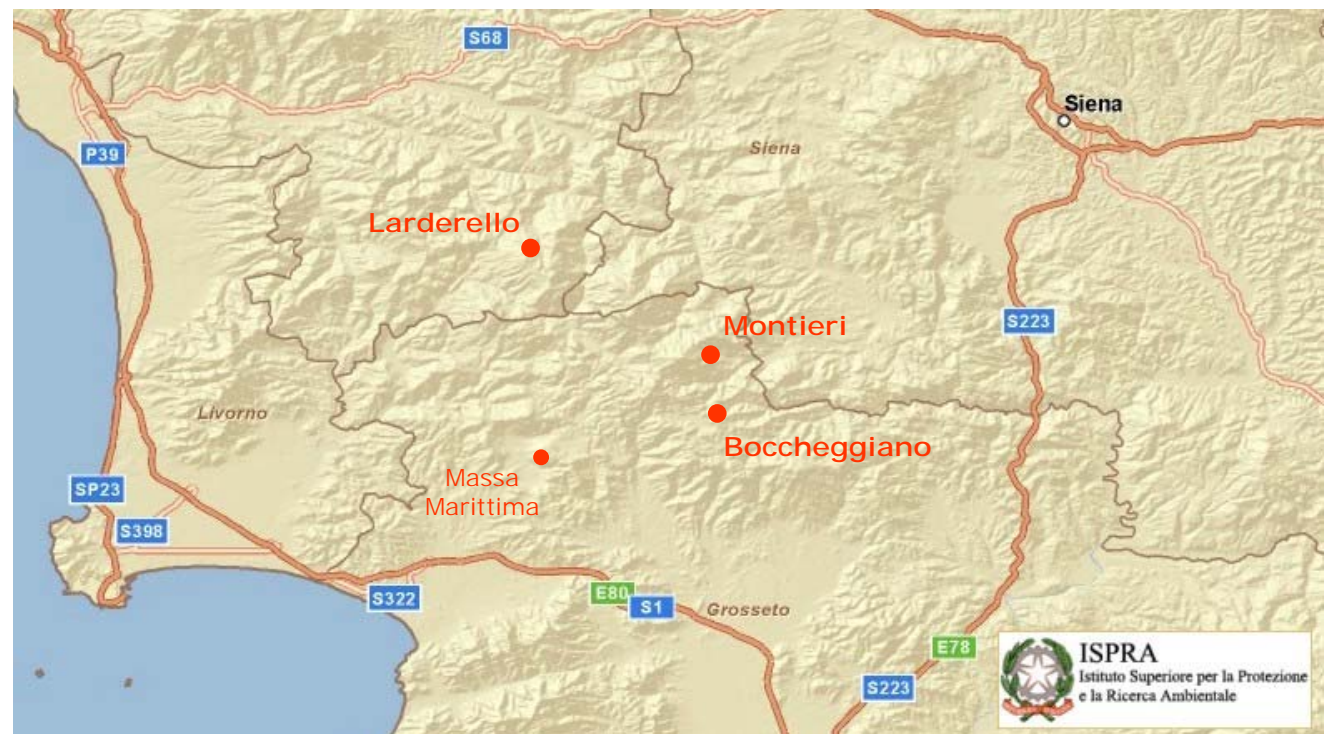 S68
Siena
P39
Siena
Larderello
Montieri
S223
Livorno
Boccheggiano
Massa
Marittima
SP23
S398
S322
E80
S1
Grosseto
E78
S223
ISPRA
Istituto Superiore per la Protezione
e la Ricerca Ambientale